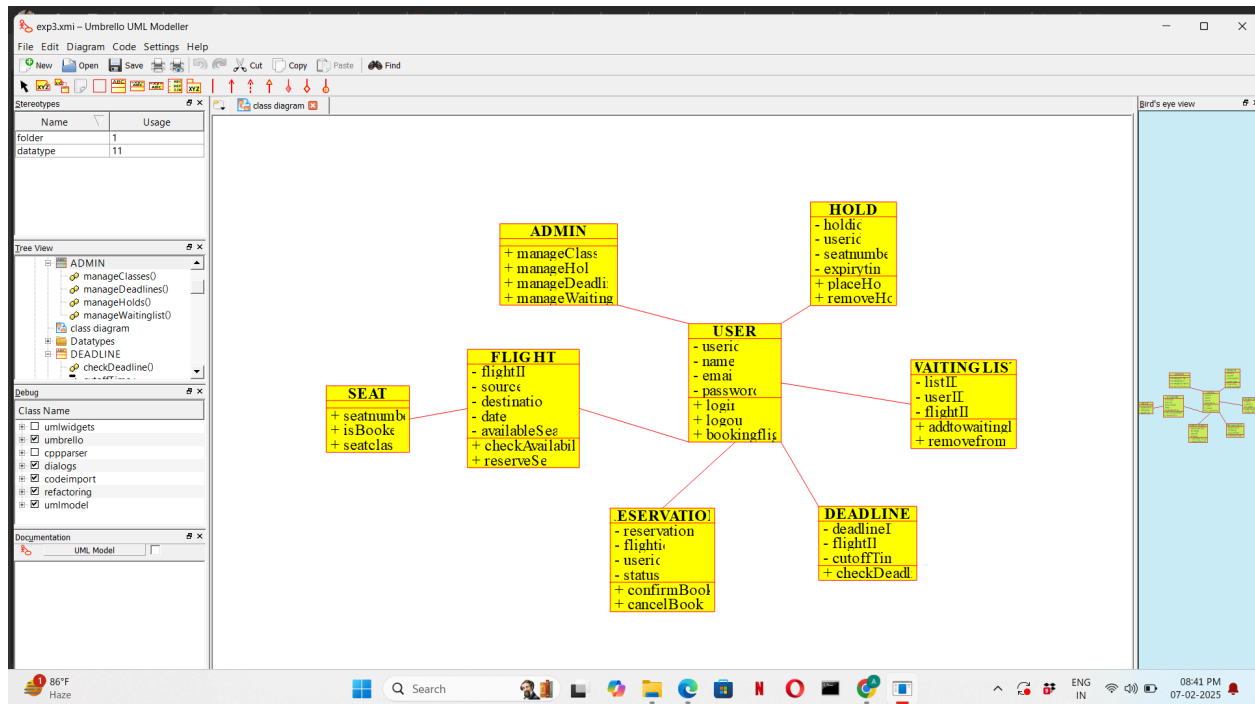 exp3.xmi – Umbrello UML Modeller
File Edit Diagram Code Settings Help
New Open Save Cut Copy Paste Find
Stereotypes
Name Usage
folder 1
datatype 11
Tree View
ADMIN
manageClasses()
manageDeadlines()
manageHolds()
manageWaitinglist()
class diagram
Datatypes
DEADLINE
checkDeadline()
Debug
Class Name
umlwidgets
umbrello
cppparser
dialogs
codeimport
refactoring
umlmodel
Documentation
UML Model
class diagram
ADMIN
+ manageClass
+ manageHol
+ manageDeadli
+ manageWaiting
HOLD
- holdic
- useric
- seatnumbe
- expirytin
+ placeHo
+ removeHc
USER
- useric
- name
- emai
- passworc
+ logir
+ logou
+ bookingflig
FLIGHT
- flightII
- source
- destinatio
- date
- availableSea
+ checkAvailabil
+ reserveSe
SEAT
+ seatnumbe
+ isBooke
+ seatclas
VAITING LIS
- listII
- userII
- flightII
+ addtowaitingl
+ removefrom
ESERVATIO
- reservation
- flighti
- useric
- status
+ confirmBook
+ cancelBook
DEADLINE
- deadlineI
- flightII
- cutoffTin
+ checkDeadl
Bird's eye view
1
86°F
Haze
Search
ENG
IN
08:41 PM
07-02-2025